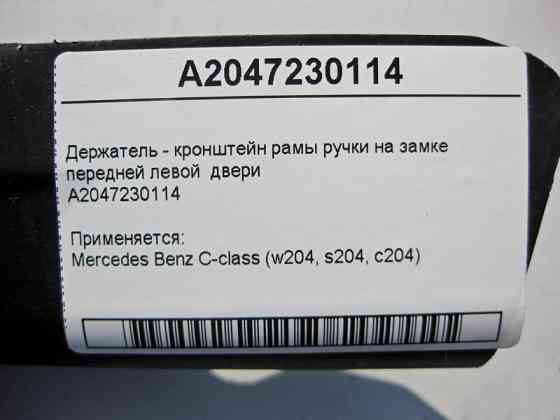 A2047230114
Держатель - кронштейн рамы ручки на замке
передней левой двери
A2047230114
Применяется:
Mercedes Benz C-class (w204, s204, c204)